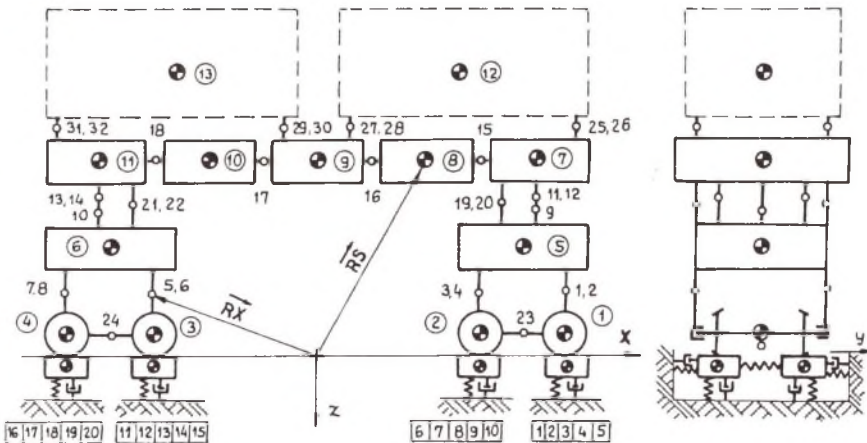 13 12
31, 32 18 29, 30 27, 28 15 25, 26
11 10 9 8 7
13, 14 21, 22 17 16 19, 20 11, 12
10 9
6 5
RS
7,8 5,6 RX 3,4 1,2
4 24 3 2 23 1
X y
z
16 17 18 19 20 11 12 13 14 15 6 7 8 9 10 1 2 3 4 5